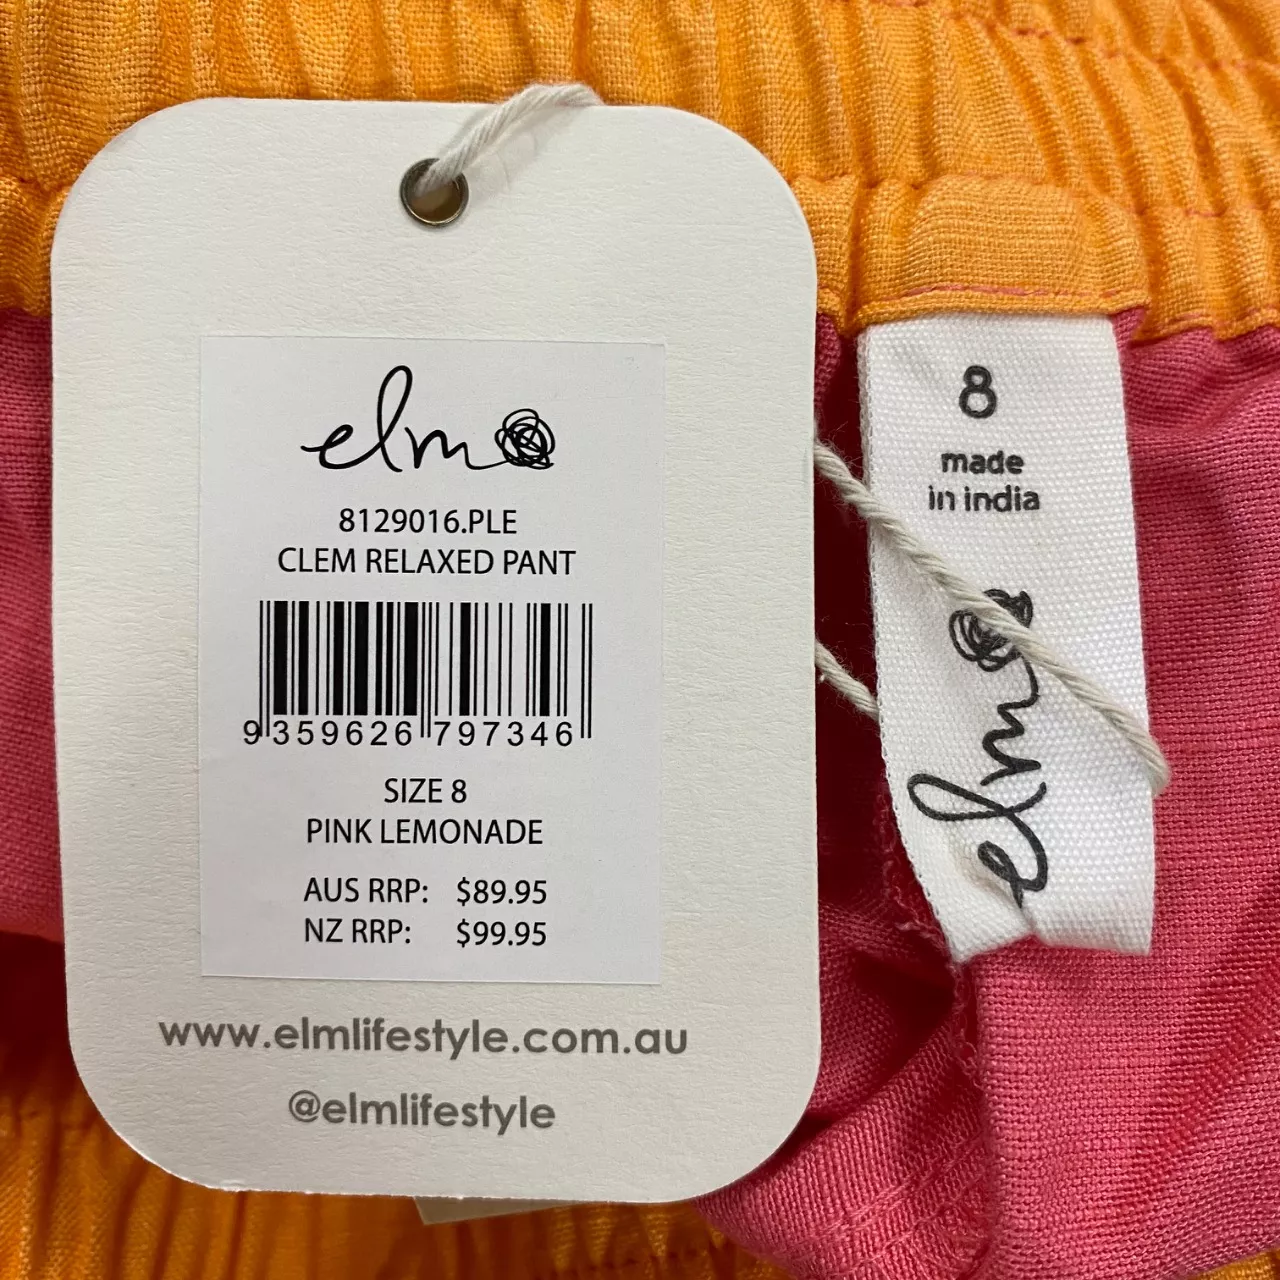 elm
8129016.PLE
CLEM RELAXED PANT
9 359626 797346
SIZE 8
PINK LEMONADE
AUS RRP: $89.95
NZ RRP: $99.95
www.elmlifestyle.com.au
@elmlifestyle
8
made
in india
elm